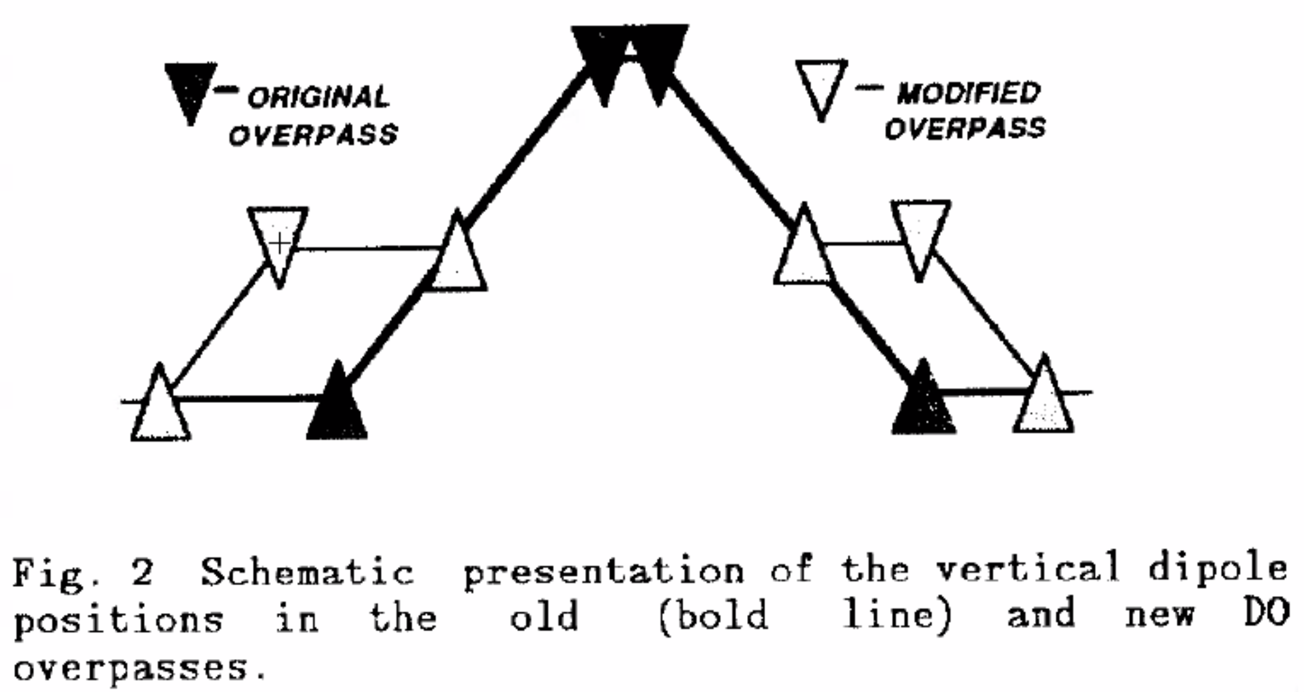 ORIGINAL
OVERPASS
MODIFIED
OVERPASS
Fig. 2 Schematic presentation of the vertical dipole
positions in the old (bold line) and new DO
overpasses.